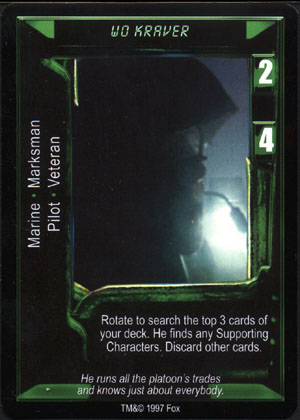 WO KRAVER
2
4
Marine • Marksman
Pilot • Veteran
Rotate to search the top 3 cards of
your deck. He finds any Supporting
Characters. Discard other cards.
He runs all the platoon's trades
and knows just about everybody.
TM&© 1997 Fox